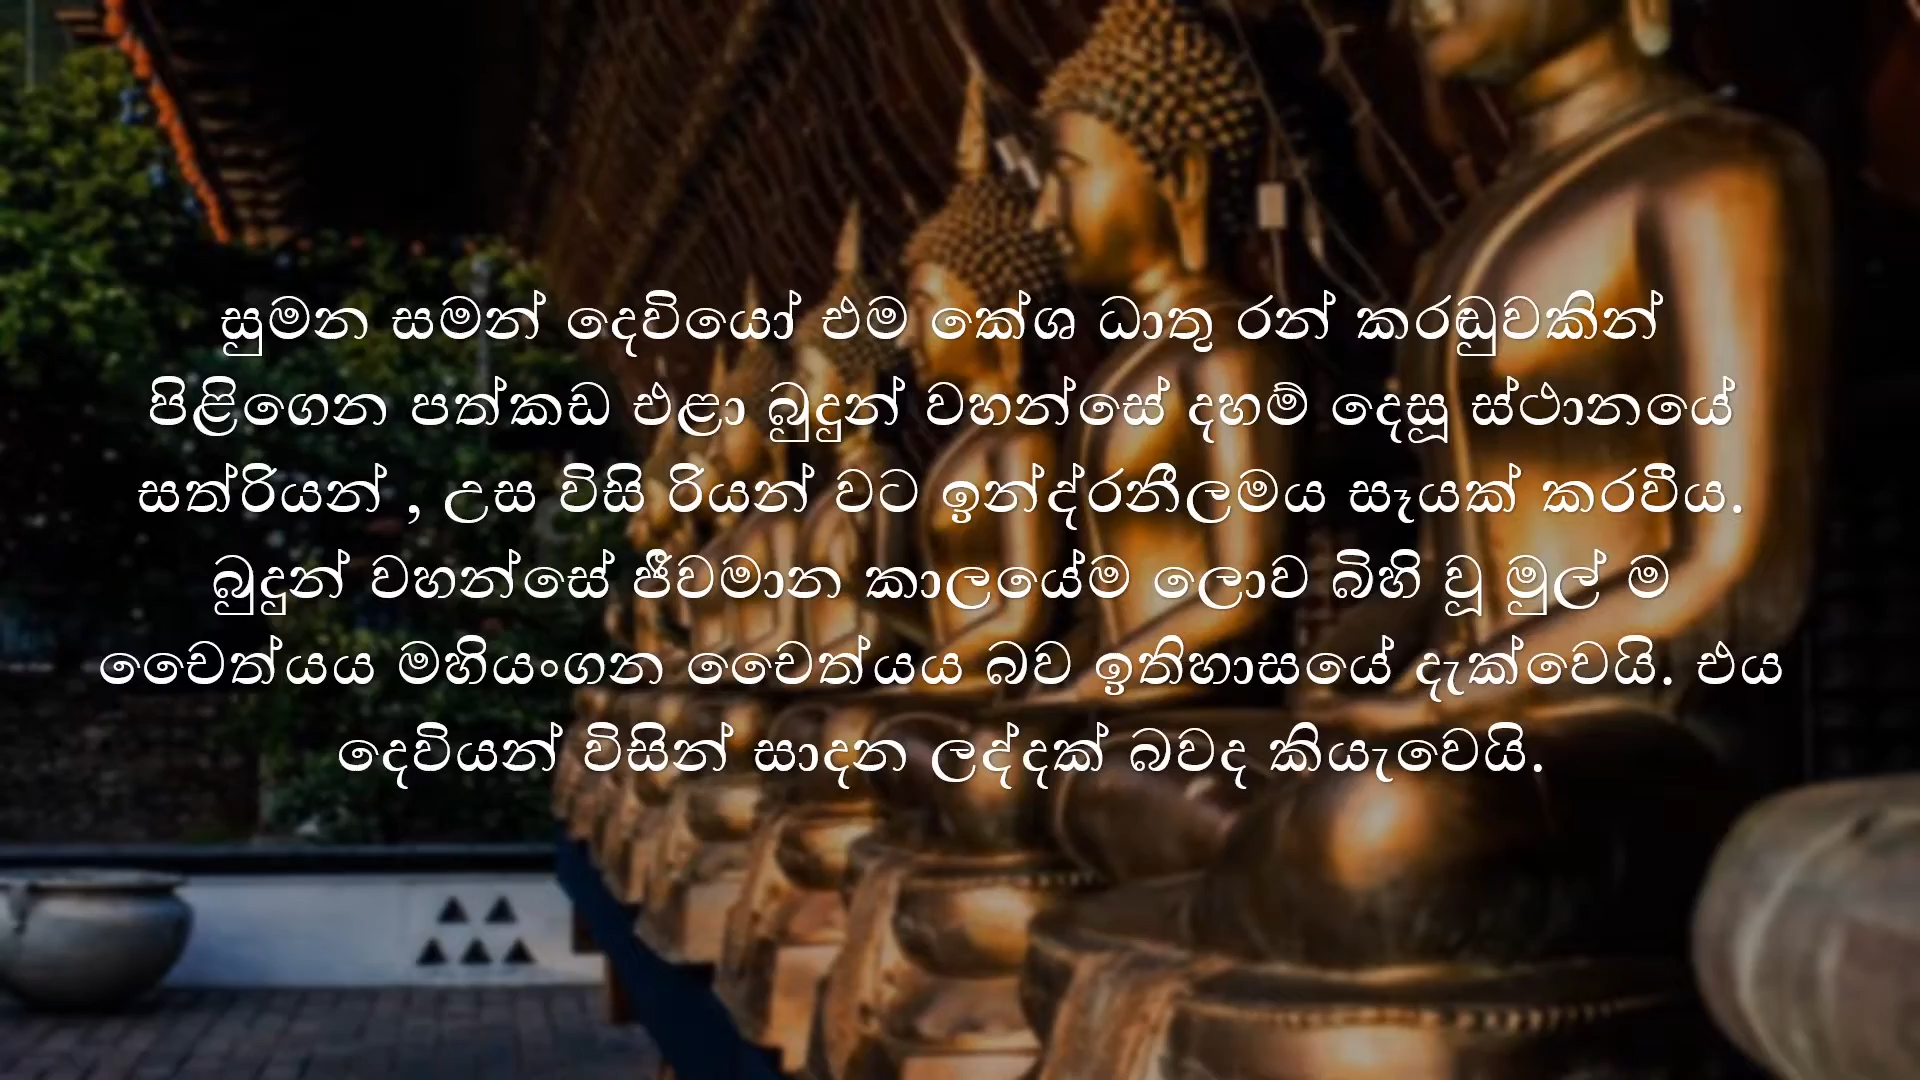 සුමන සමන් දෙවියෝ එම කේශ ධාතු රන් කරඬුවකින්
පිළිගෙන පත්කඩ එළා බුදුන් වහන්සේ දහම් දෙසූ ස්ථානයේ
සත්රියන් , උස විසි රියන් වට ඉන්ද්‍රනීලමය සෑයක් කරවීය.
බුදුන් වහන්සේ ජීවමාන කාලයේම ලොව බිහි වූ මුල් ම
චෛත්‍යය මහියංගන චෛත්‍යය බව ඉතිහාසයේ දැක්වෙයි. එය
දෙවියන් විසින් සාදන ලද්දක් බවද කියැවෙයි.